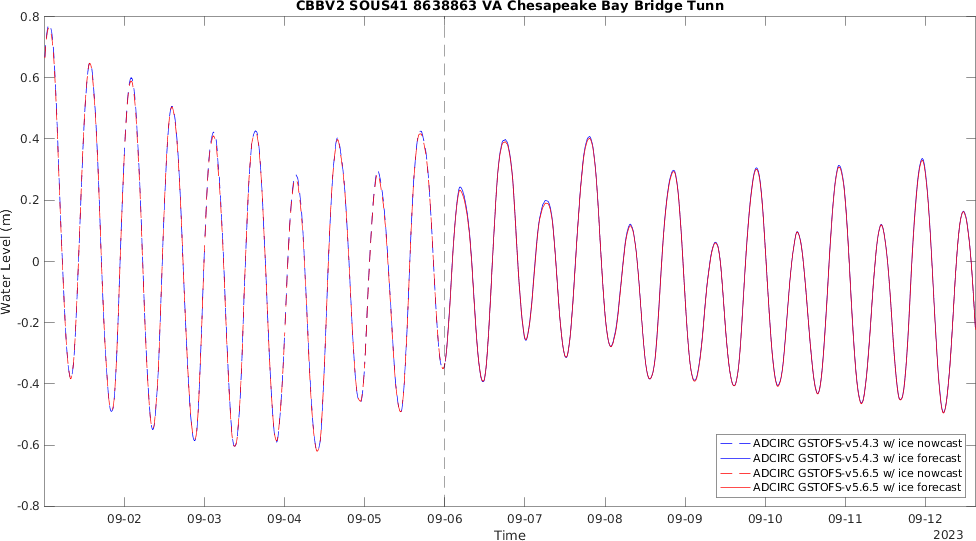 CBBV2 SOUS41 8638863 VA Chesapeake Bay Bridge Tunn
Water Level (m)
0.8
0.6
0.4
0.2
0
-0.2
-0.4
-0.6
-0.8
ADCIRC GSTOFS-v5.4.3 w/ ice nowcast
ADCIRC GSTOFS-v5.4.3 w/ ice forecast
ADCIRC GSTOFS-v5.6.5 w/ ice nowcast
ADCIRC GSTOFS-v5.6.5 w/ ice forecast
09-02 09-03 09-04 09-05 09-06 09-07 09-08 09-09 09-10 09-11 09-12
Time
2023